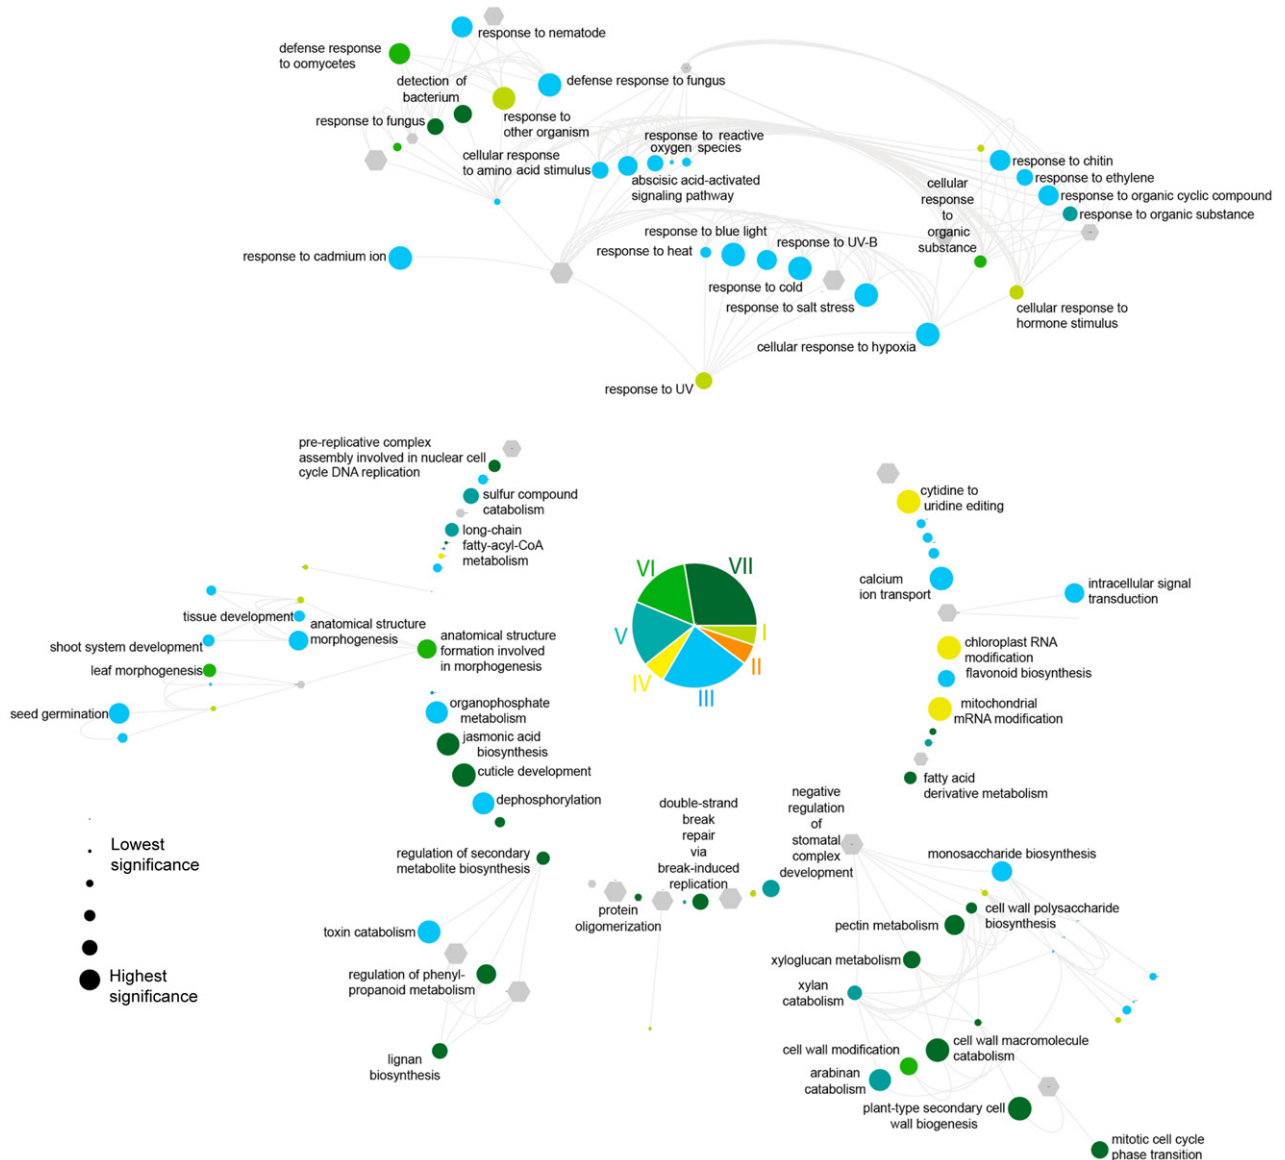 response to nematode
defense response
to oomycetes
detection of
bacterium
defense response to fungus
response to fungus
response to
other organism
cellular response
to amino acid stimulus
response to reactive
oxygen species
abscisic acid-activated
signaling pathway
response to chitin
response to ethylene
response to organic cyclic compound
response to organic substance
cellular
response
to
organic
substance
cellular response to
hormone stimulus
response to cadmium ion
response to blue light
response to heat
response to UV-B
response to cold
response to salt stress
cellular response to hypoxia
response to UV
pre-replicative complex
assembly involved in nuclear cell
cycle DNA replication
sulfur compound
catabolism
long-chain
fatty-acyl-CoA
metabolism
tissue development
anatomical structure
morphogenesis
shoot system development
leaf morphogenesis
seed germination
anatomical structure
formation involved
in morphogenesis
organophosphate
metabolism
jasmonic acid
biosynthesis
cuticle development
dephosphorylation
VI
VII
V
I
II
IV
III
cytidine to
uridine editing
calcium
ion transport
intracellular signal
transduction
chloroplast RNA
modification
flavonoid biosynthesis
mitochondrial
mRNA modification
fatty acid
derivative metabolism
Lowest
significance
Highest
significance
regulation of secondary
metabolite biosynthesis
toxin catabolism
regulation of phenyl-
propanoid metabolism
lignan
biosynthesis
protein
oligomerization
double-strand
break
repair
via
break-induced
replication
negative
regulation
of
stomatal
complex
development
monosaccharide biosynthesis
cell wall polysaccharide
biosynthesis
pectin metabolism
xyloglucan metabolism
xylan
catabolism
cell wall macromolecule
catabolism
cell wall modification
arabinan
catabolism
plant-type secondary cell
wall biogenesis
mitotic cell cycle
phase transition